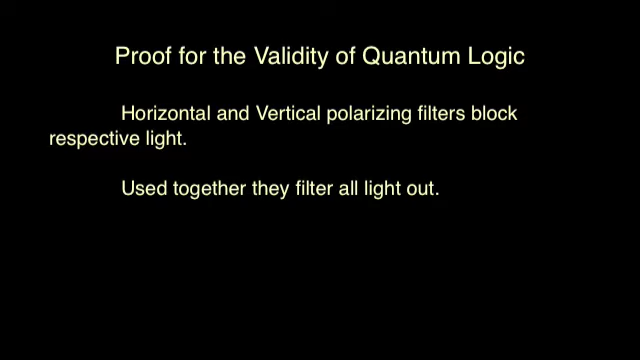 Proof for the Validity of Quantum Logic
Horizontal and Vertical polarizing filters block
respective light.
Used together they filter all light out.